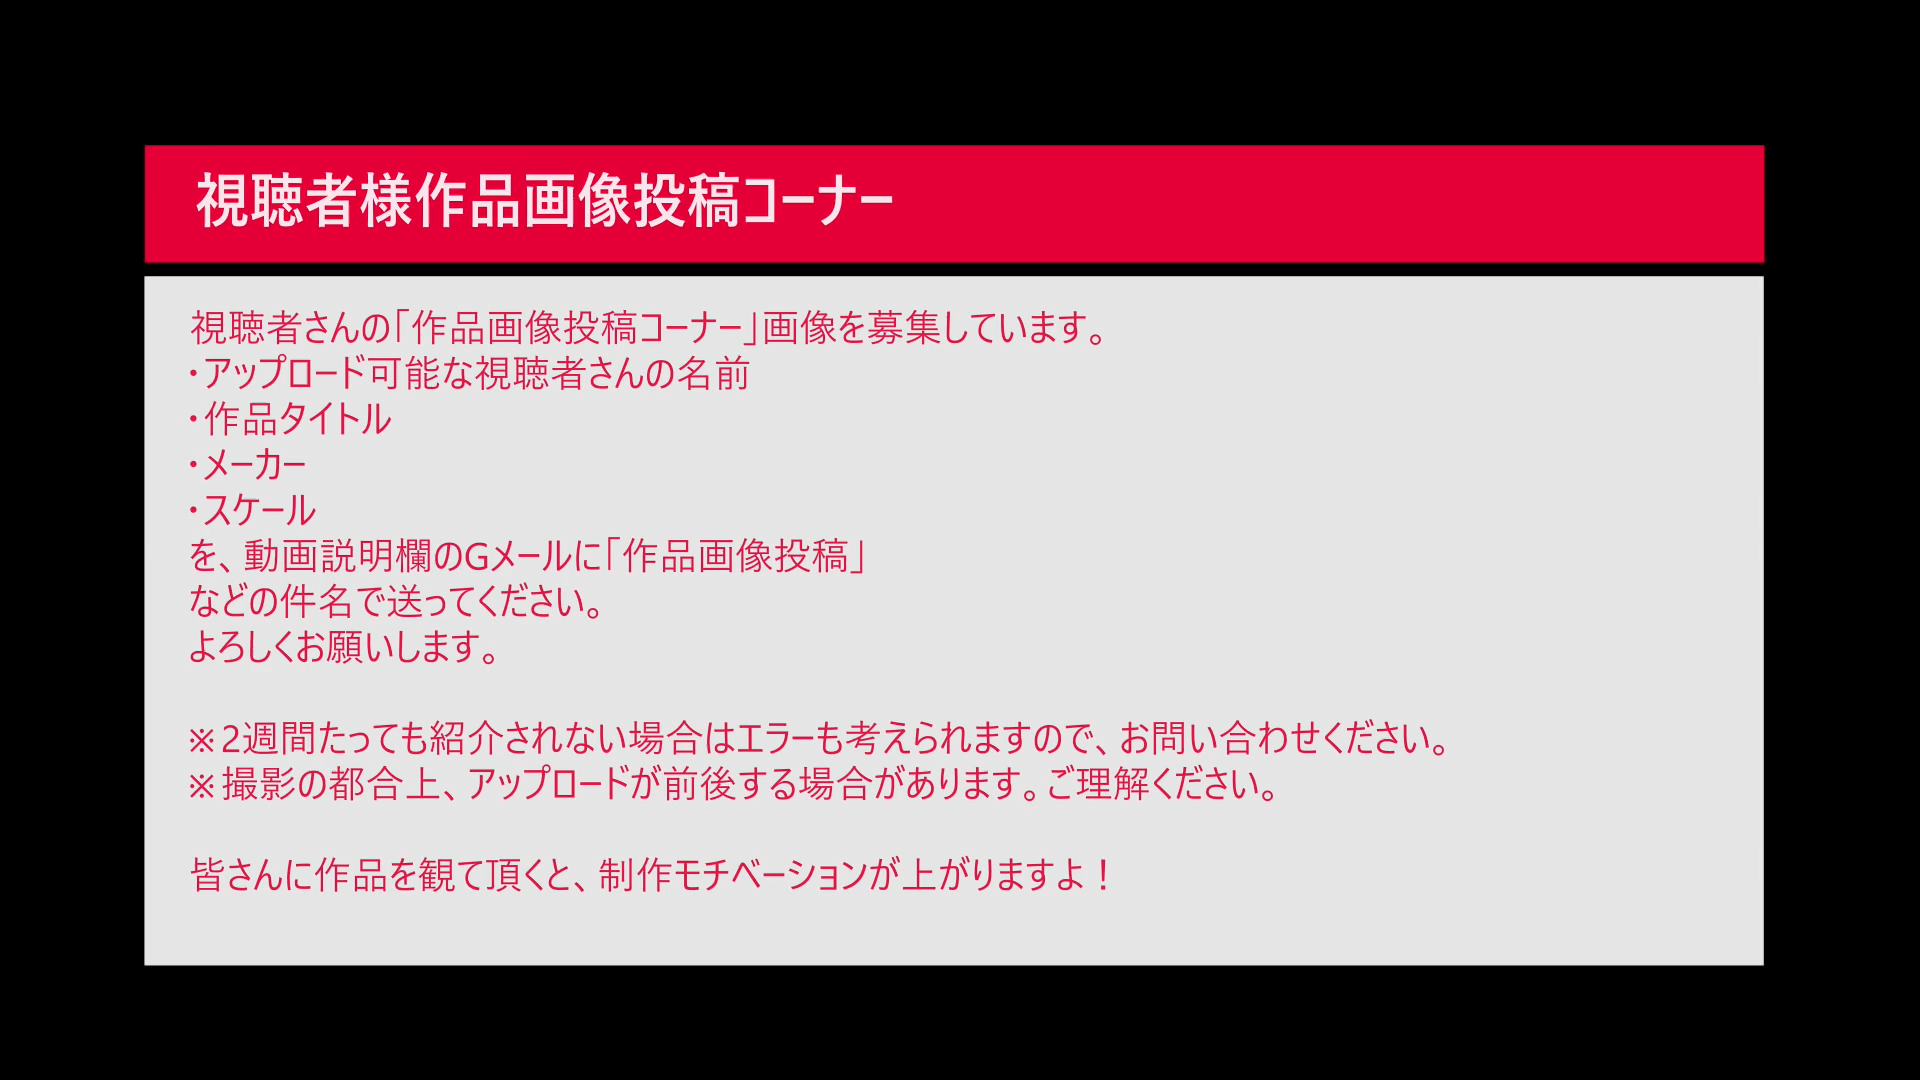 視聴者様作品画像投稿コーナー
視聴者さんの「作品画像投稿コーナー」画像を募集しています。
・アップロード可能な視聴者さんの名前
・作品タイトル
・メーカー
・スケール
を、動画説明欄のGメールに「作品画像投稿」
などの件名で送ってください。
よろしくお願いします。
※2週間たっても紹介されない場合はエラーも考えられますので、お問い合わせください。
※撮影の都合上、アップロードが前後する場合があります。ご理解ください。
皆さんに作品を観て頂くと、制作モチベーションが上がりますよ！